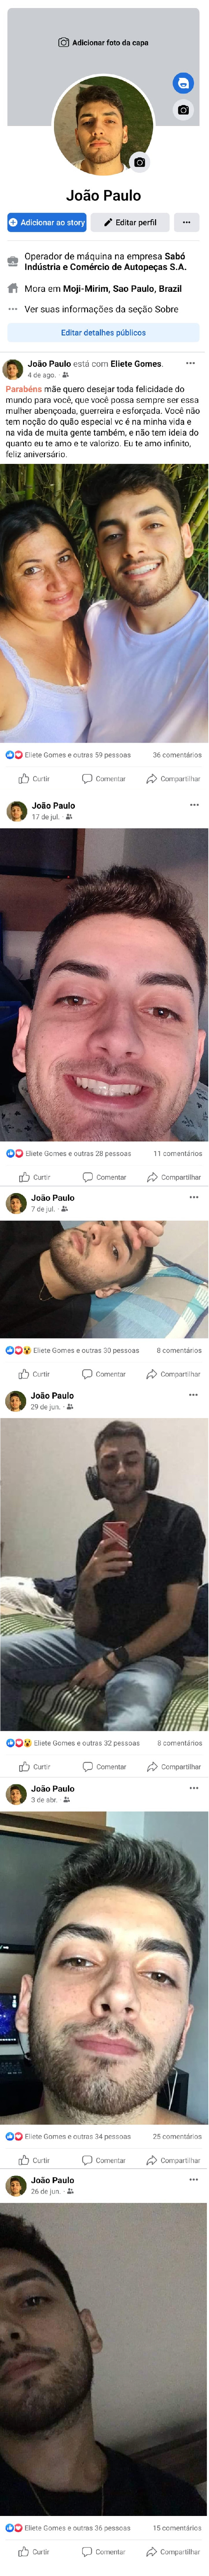 Adicionar foto da capa
João Paulo
Adicionar ao story
Editar perfil
Operador de máquina na empresa Sabó
Indústria e Comércio de Autopeças S.A.
Mora em Moji-Mirim, Sao Paulo, Brazil
Ver suas informações da seção Sobre
Editar detalhes públicos
João Paulo está com Eliete Gomes.
4 de ago.
Parabéns mãe quero desejar toda felicidade do
mundo para você, que você possa sempre ser essa
mulher abençoada, guerreira e esforçada. Você não
tem noção do quão especial vc é na minha vida e
na vida de muita gente também, e não tem ideia do
quanto eu te amo e te valorizo. Eu te amo infinito,
feliz aniversário.
Eliete Gomes e outras 59 pessoas 36 comentários
Curtir Comentar Compartilhar
João Paulo
17 de jul.
Eliete Gomes e outras 28 pessoas 11 comentários
Curtir Comentar Compartilhar
João Paulo
7 de jul.
Eliete Gomes e outras 30 pessoas 8 comentários
Curtir Comentar Compartilhar
João Paulo
29 de jun.
Eliete Gomes e outras 32 pessoas 8 comentários
Curtir Comentar Compartilhar
João Paulo
3 de abr.
Eliete Gomes e outras 34 pessoas 25 comentários
Curtir Comentar Compartilhar
João Paulo
26 de jun.
Eliete Gomes e outras 36 pessoas 15 comentários
Curtir Comentar Compartilhar